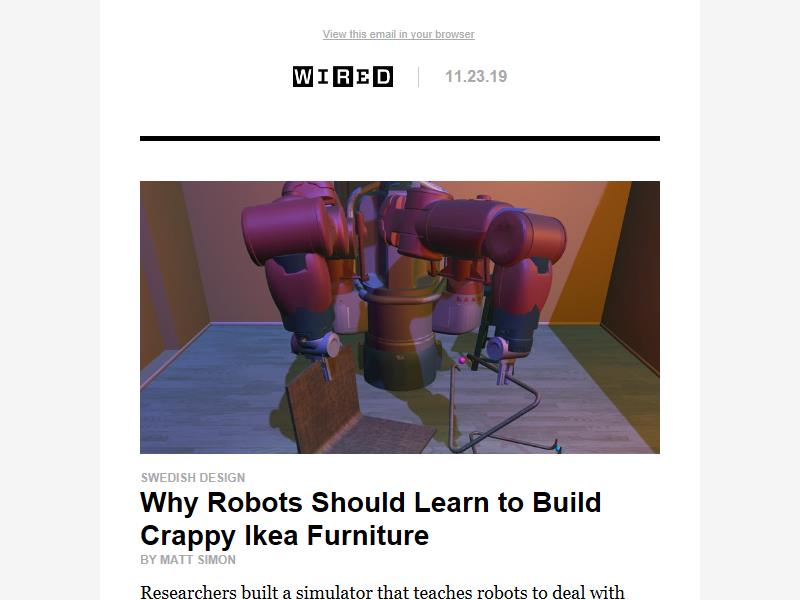 View this email in your browser
WIRED | 11.23.19
SWEDISH DESIGN
Why Robots Should Learn to Build
Crappy Ikea Furniture
BY MATT SIMON
Researchers built a simulator that teaches robots to deal with